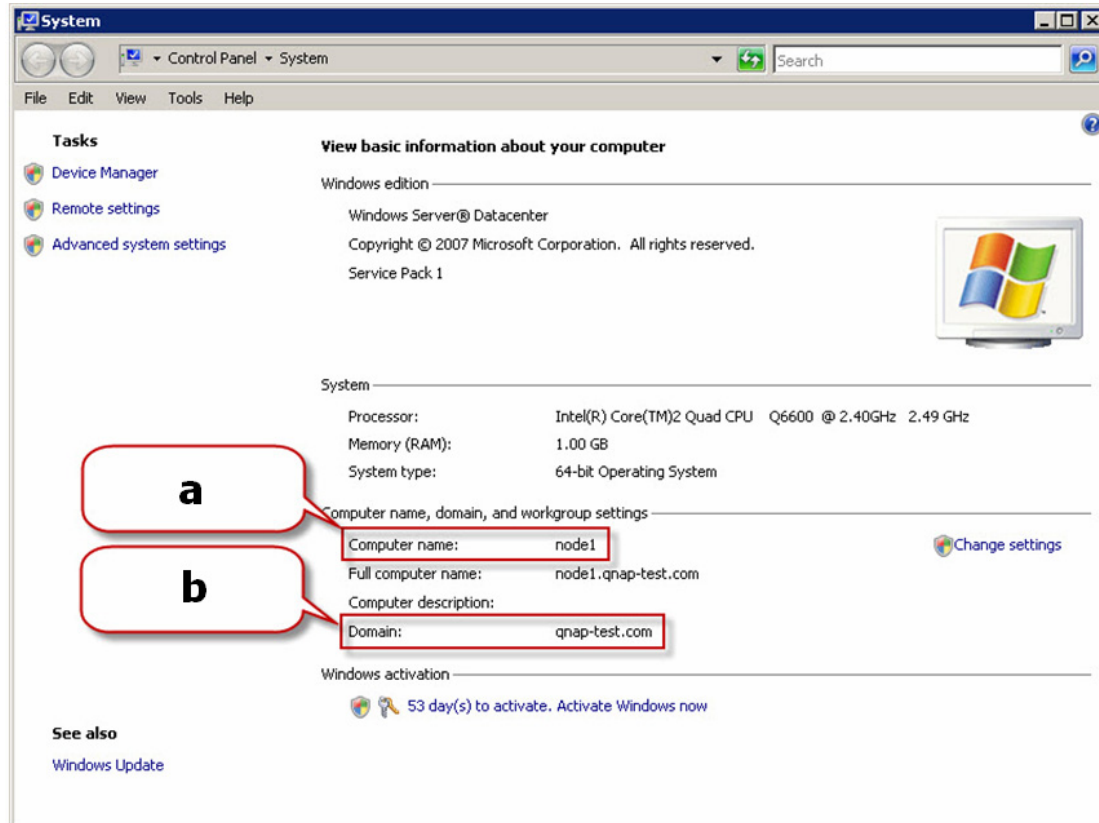 System
Control Panel System
Search
File Edit View Tools Help
Tasks
Device Manager
Remote settings
Advanced system settings
See also
Windows Update
View basic information about your computer
Windows edition
Windows Server® Datacenter
Copyright © 2007 Microsoft Corporation. All rights reserved.
Service Pack 1
System
Processor: Intel(R) Core(TM)2 Quad CPU Q6600 @ 2.40GHz 2.49 GHz
Memory (RAM): 1.00 GB
System type: 64-bit Operating System
Computer name, domain, and workgroup settings
a
Computer name: node1
Change settings
Full computer name: node1.qnap-test.com
Computer description:
b
Domain: qnap-test.com
Windows activation
53 day(s) to activate. Activate Windows now